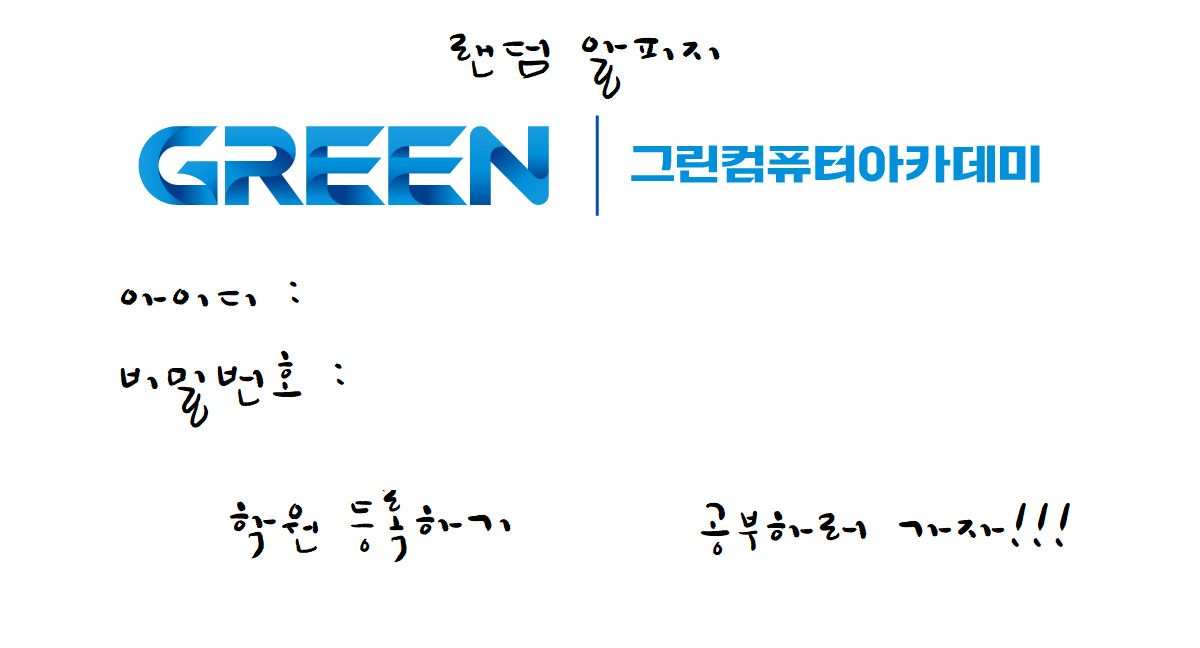 랜덤 알피지
GREEN 그린컴퓨터아카데미
아이디 :
비밀번호 :
학원 등록하기 공부하러 가자!!!